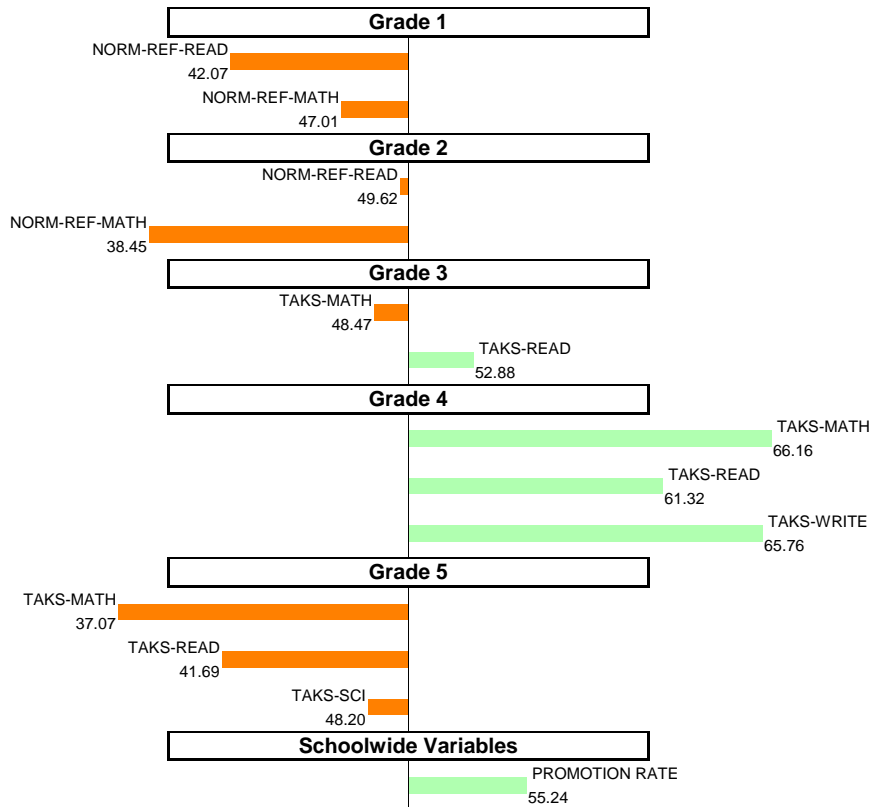 Grade 1
NORM-REF-READ
42.07
NORM-REF-MATH
47.01
Grade 2
NORM-REF-READ
49.62
NORM-REF-MATH
38.45
Grade 3
TAKS-MATH
48.47
TAKS-READ
52.88
Grade 4
TAKS-MATH
66.16
TAKS-READ
61.32
TAKS-WRITE
65.76
Grade 5
TAKS-MATH
37.07
TAKS-READ
41.69
TAKS-SCI
48.20
Schoolwide Variables
PROMOTION RATE
55.24